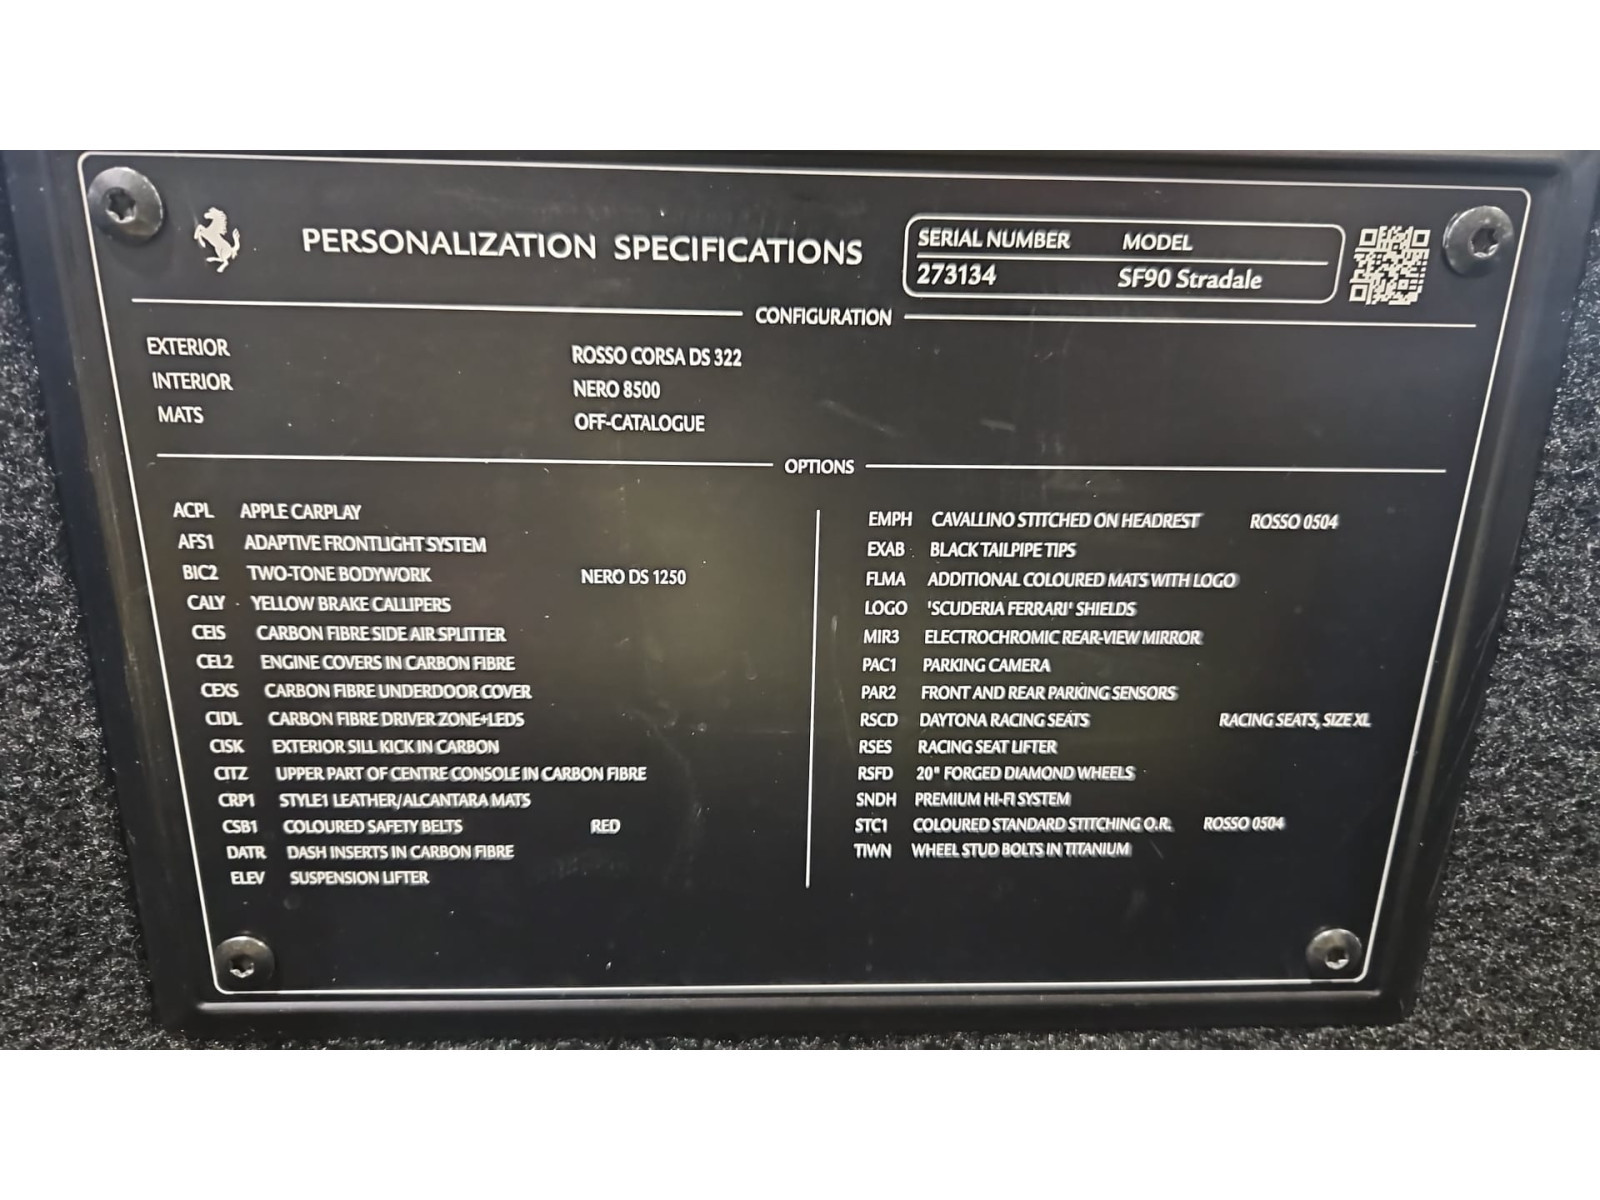 PERSONALIZATION SPECIFICATIONS
SERIAL NUMBER MODEL
273134 SF90 Stradale
CONFIGURATION
EXTERIOR ROSSO CORSA DS 322
INTERIOR NERO 8500
MATS OFF-CATALOGUE
OPTIONS
ACPL APPLE CARPLAY
AFS1 ADAPTIVE FRONTLIGHT SYSTEM
BIC2 TWO-TONE BODYWORK NERO DS 1250
CALY YELLOW BRAKE CALLIPERS
CEIS CARBON FIBRE SIDE AIR SPLITTER
CEL2 ENGINE COVERS IN CARBON FIBRE
CEXS CARBON FIBRE UNDERDOOR COVER
CIDL CARBON FIBRE DRIVER ZONE+LEDS
CISK EXTERIOR SILL KICK IN CARBON
CITZ UPPER PART OF CENTRE CONSOLE IN CARBON FIBRE
CRP1 STYLE1 LEATHER/ALCANTARA MATS
CSB1 COLOURED SAFETY BELTS RED
DATR DASH INSERTS IN CARBON FIBRE
ELEV SUSPENSION LIFTER
EMPH CAVALLINO STITCHED ON HEADREST ROSSO 0504
EXAB BLACK TAILPIPE TIPS
FLMA ADDITIONAL COLOURED MATS WITH LOGO
LOGO 'SCUDERIA FERRARI' SHIELDS
MIR3 ELECTROCHROMIC REAR-VIEW MIRROR
PAC1 PARKING CAMERA
PAR2 FRONT AND REAR PARKING SENSORS
RSCD DAYTONA RACING SEATS RACING SEATS, SIZE XL
RSES RACING SEAT LIFTER
RSFD 20" FORGED DIAMOND WHEELS
SNDH PREMIUM HI-FI SYSTEM
STC1 COLOURED STANDARD STITCHING O.R. ROSSO 0504
TIWN WHEEL STUD BOLTS IN TITANIUM